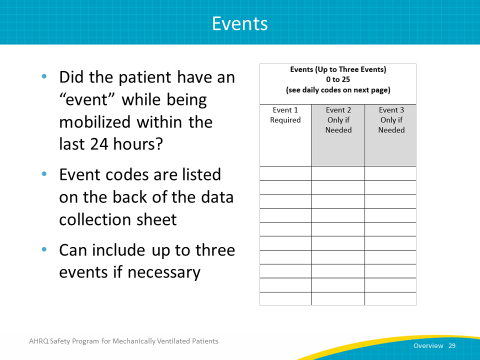 Events
• Did the patient have an
“event” while being
mobilized within the
last 24 hours?
• Event codes are listed
on the back of the data
collection sheet
• Can include up to three
events if necessary
Events (Up to Three Events)
0 to 25
(see daily codes on next page)
Event 1
Required
Event 2
Only if
Needed
Event 3
Only if
Needed
AHRQ Safety Program for Mechanically Ventilated Patients
Overview 29